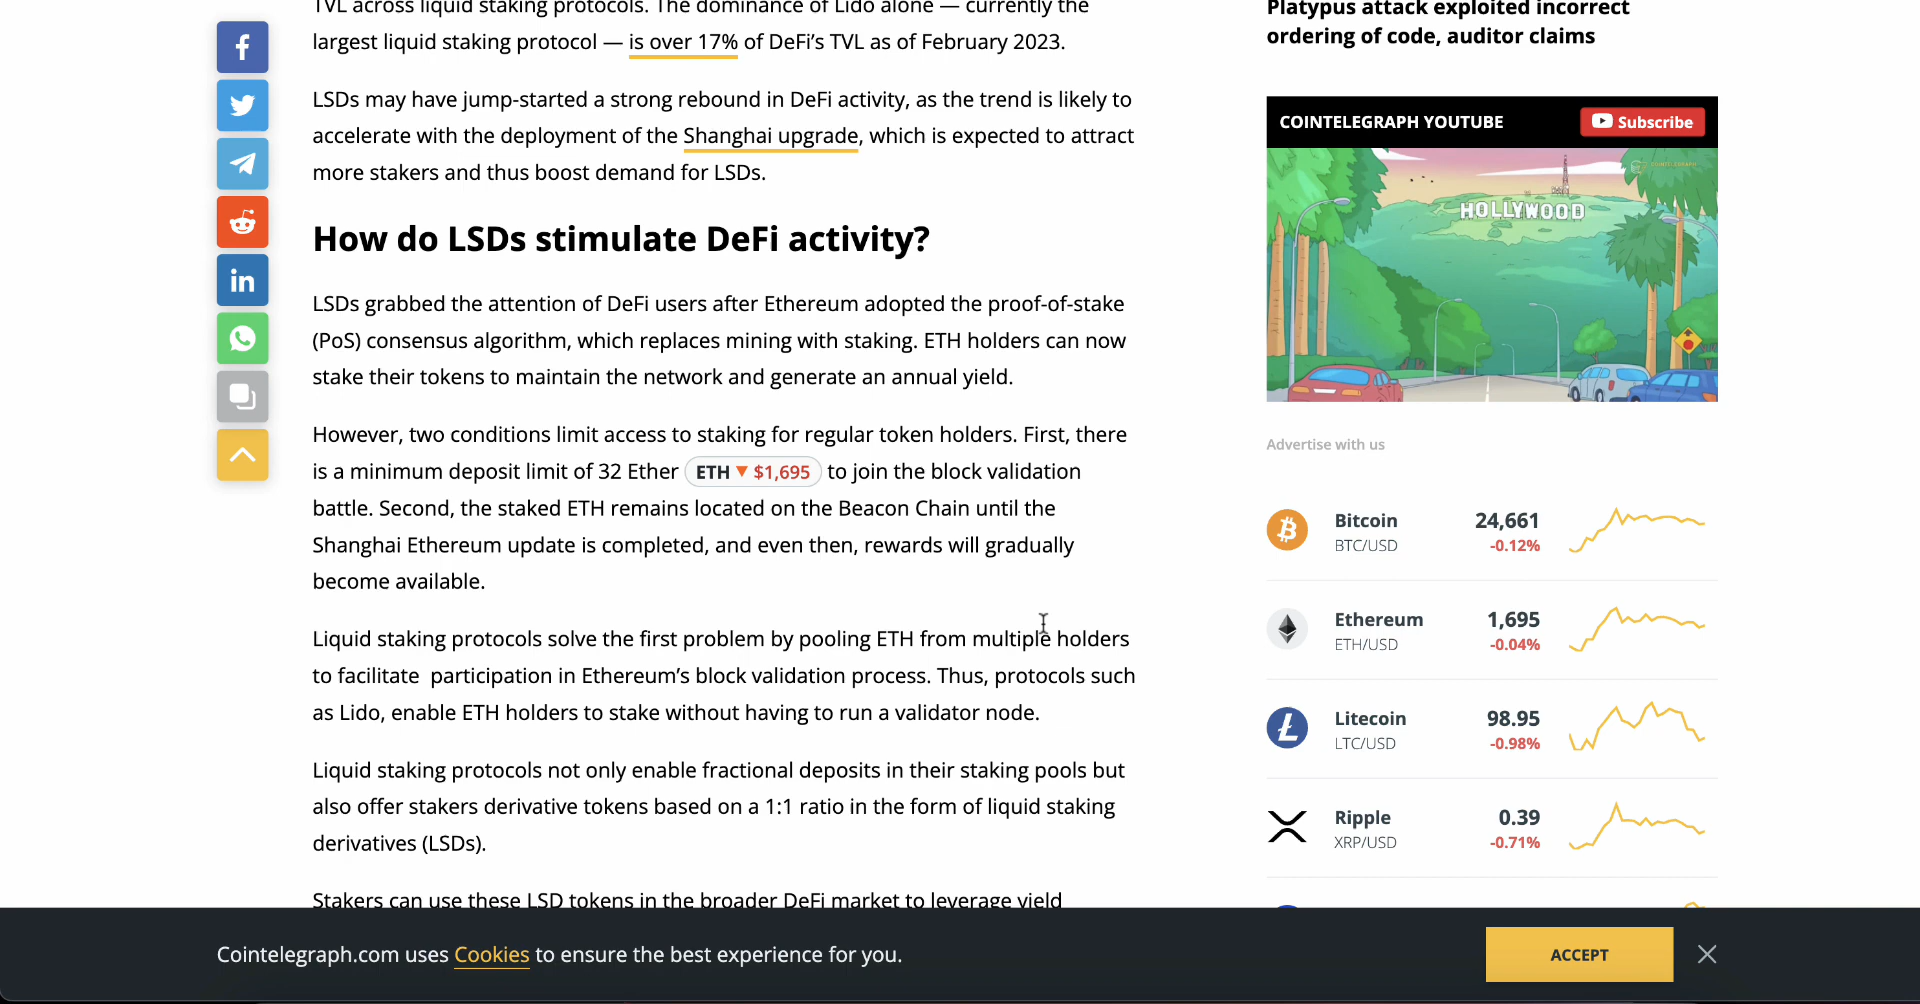 TVL across liquid staking protocols. The dominance of Lido alone — currently the
largest liquid staking protocol — is over 17% of DeFi's TVL as of February 2023.
LSDs may have jump-started a strong rebound in DeFi activity, as the trend is likely to
accelerate with the deployment of the Shanghai upgrade, which is expected to attract
more stakers and thus boost demand for LSDs.
How do LSDs stimulate DeFi activity?
LSDs grabbed the attention of DeFi users after Ethereum adopted the proof-of-stake
(PoS) consensus algorithm, which replaces mining with staking. ETH holders can now
stake their tokens to maintain the network and generate an annual yield.
However, two conditions limit access to staking for regular token holders. First, there
is a minimum deposit limit of 32 Ether ETH ▼ $1,695 to join the block validation
battle. Second, the staked ETH remains located on the Beacon Chain until the
Shanghai Ethereum update is completed, and even then, rewards will gradually
become available.
Liquid staking protocols solve the first problem by pooling ETH from multiple holders
to facilitate  participation in Ethereum's block validation process. Thus, protocols such
as Lido, enable ETH holders to stake without having to run a validator node.
Liquid staking protocols not only enable fractional deposits in their staking pools but
also offer stakers derivative tokens based on a 1:1 ratio in the form of liquid staking
derivatives (LSDs).
Stakers can use these LSD tokens in the broader DeFi market to leverage yield
Platypus attack exploited incorrect
ordering of code, auditor claims
COINTELEGRAPH YOUTUBE
Subscribe
COINTELEGRAPH
HOLLYWOOD
Advertise with us
Bitcoin 24,661
BTC/USD -0.12%
Ethereum 1,695
ETH/USD -0.04%
Litecoin 98.95
LTC/USD -0.98%
Ripple 0.39
XRP/USD -0.71%
Cointelegraph.com uses Cookies to ensure the best experience for you.
ACCEPT